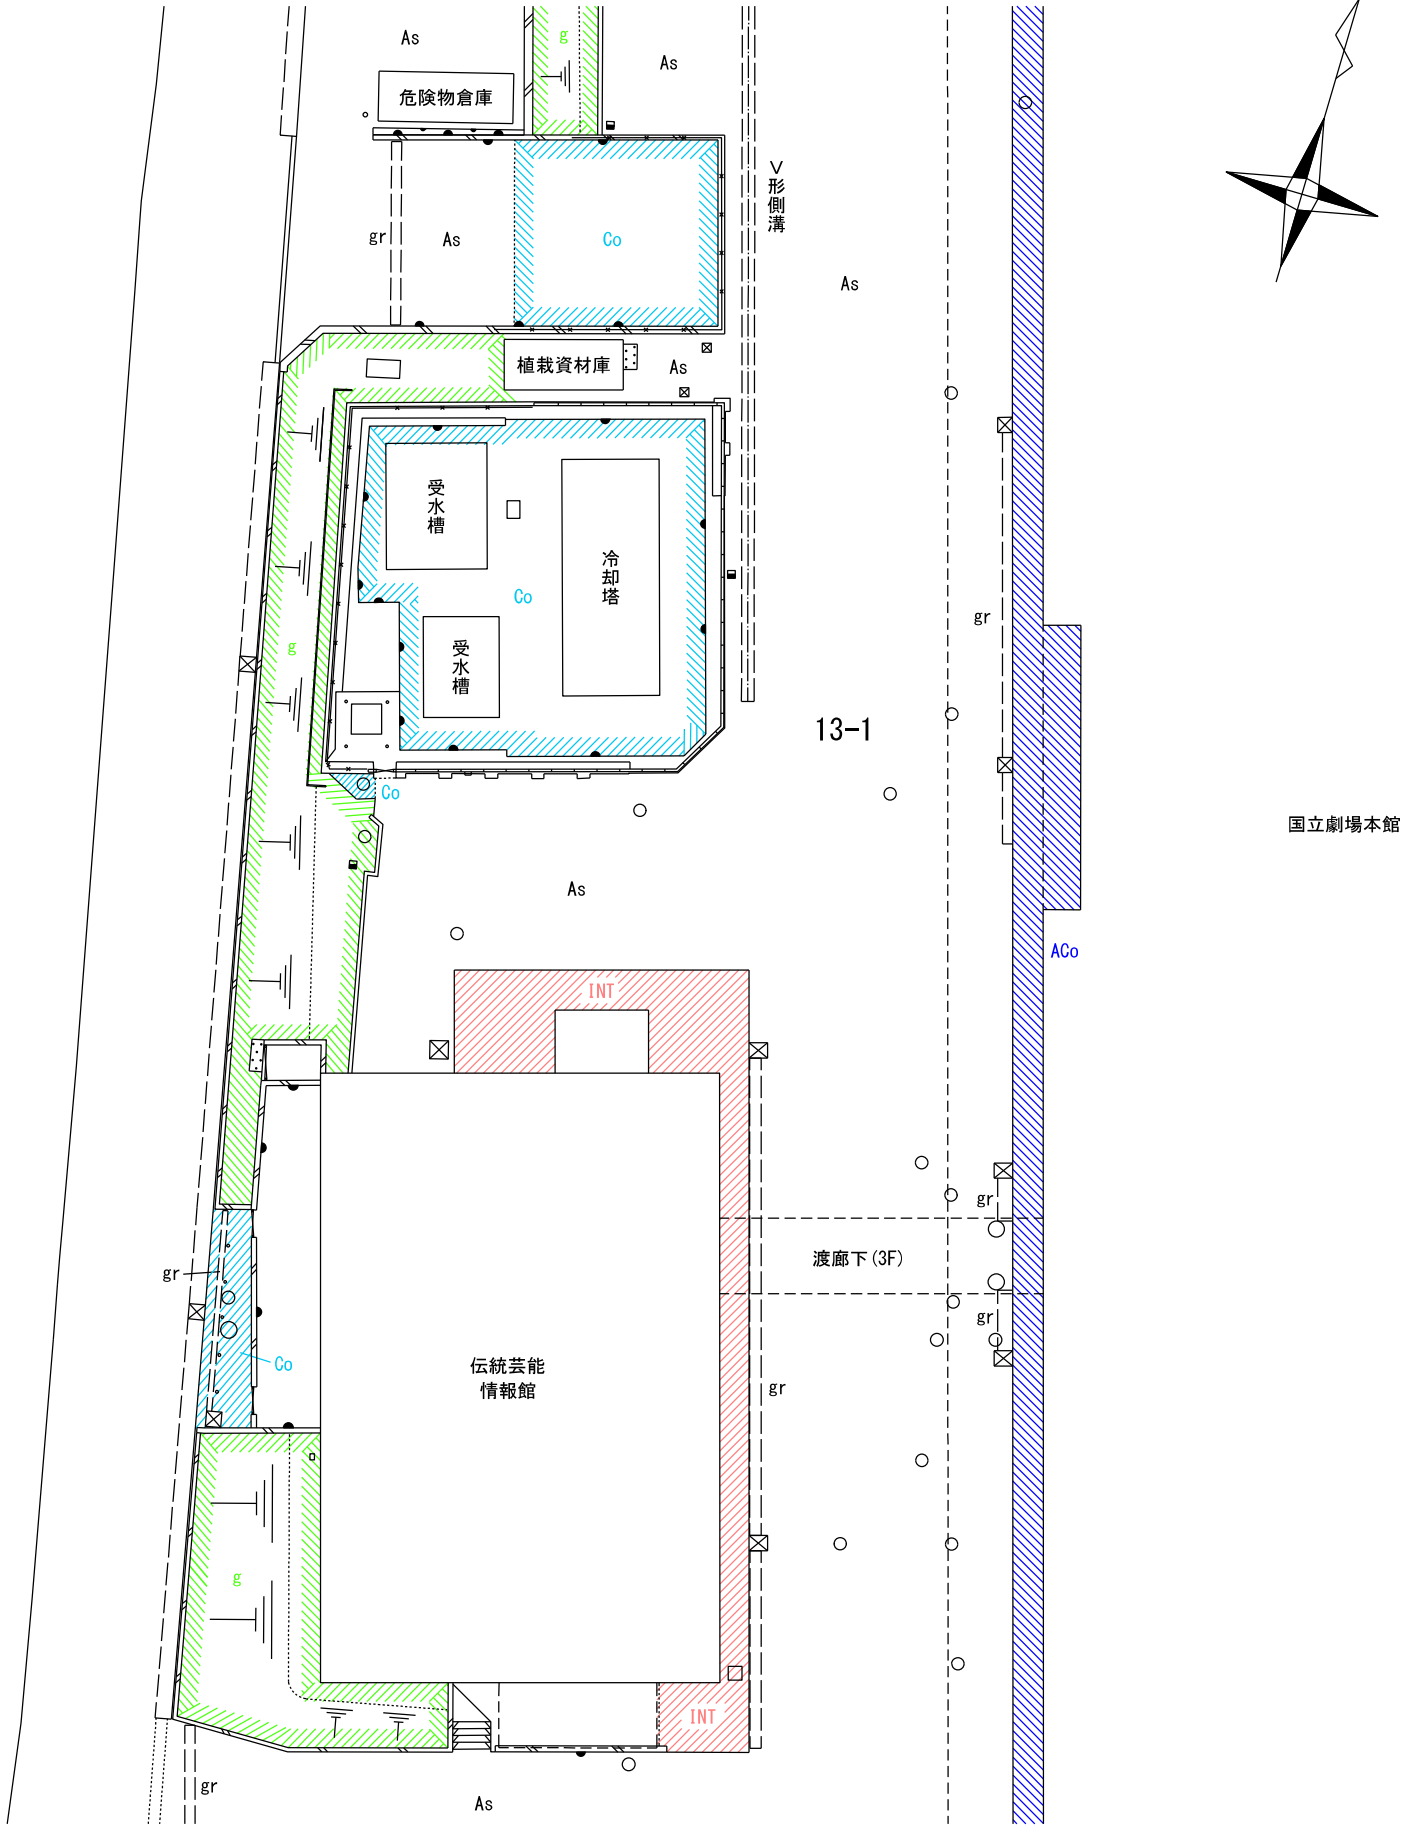 As
g
As
危険物倉庫
V形側溝
gr
As
Co
As
植栽資材庫
As
受水槽
冷却塔
Co
gr
受水槽
g
13-1
Co
国立劇場本館
As
ACo
INT
gr
渡廊下(3F)
gr
gr
Co
伝統芸能
情報館
gr
g
INT
gr
As